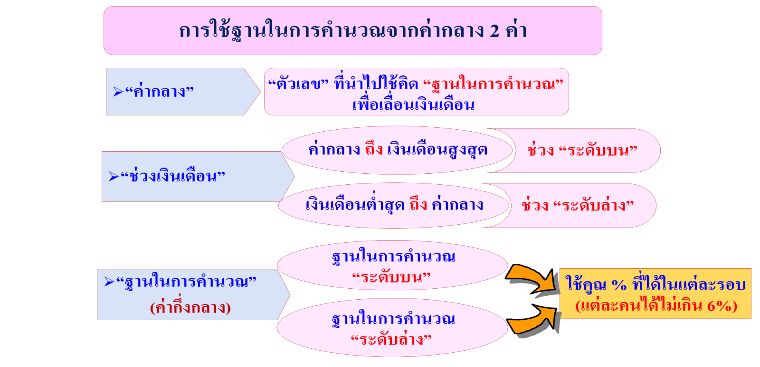 การใช้ฐานในการคำนวณจากค่ากลาง 2 ค่า
➢“ค่ากลาง”
“ตัวเลข” ที่นำไปใช้คิด “ฐานในการคำนวณ”
เพื่อเลื่อนเงินเดือน
➢“ช่วงเงินเดือน”
ค่ากลาง ถึง เงินเดือนสูงสุด
ช่วง “ระดับบน”
เงินเดือนต่ำสุด ถึง ค่ากลาง
ช่วง “ระดับล่าง”
➢“ฐานในการคำนวณ”
(ค่ากึ่งกลาง)
ฐานในการคำนวณ
“ระดับบน”
ฐานในการคำนวณ
“ระดับล่าง”
ใช้คูณ % ที่ได้ในแต่ละรอบ
(แต่ละคนได้ไม่เกิน 6%)